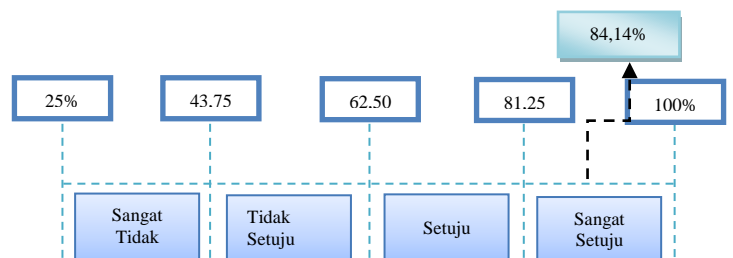 84,14%
25%
43.75
62.50
81.25
100%
Sangat
Tidak
Tidak
Setuju
Setuju
Sangat
Setuju